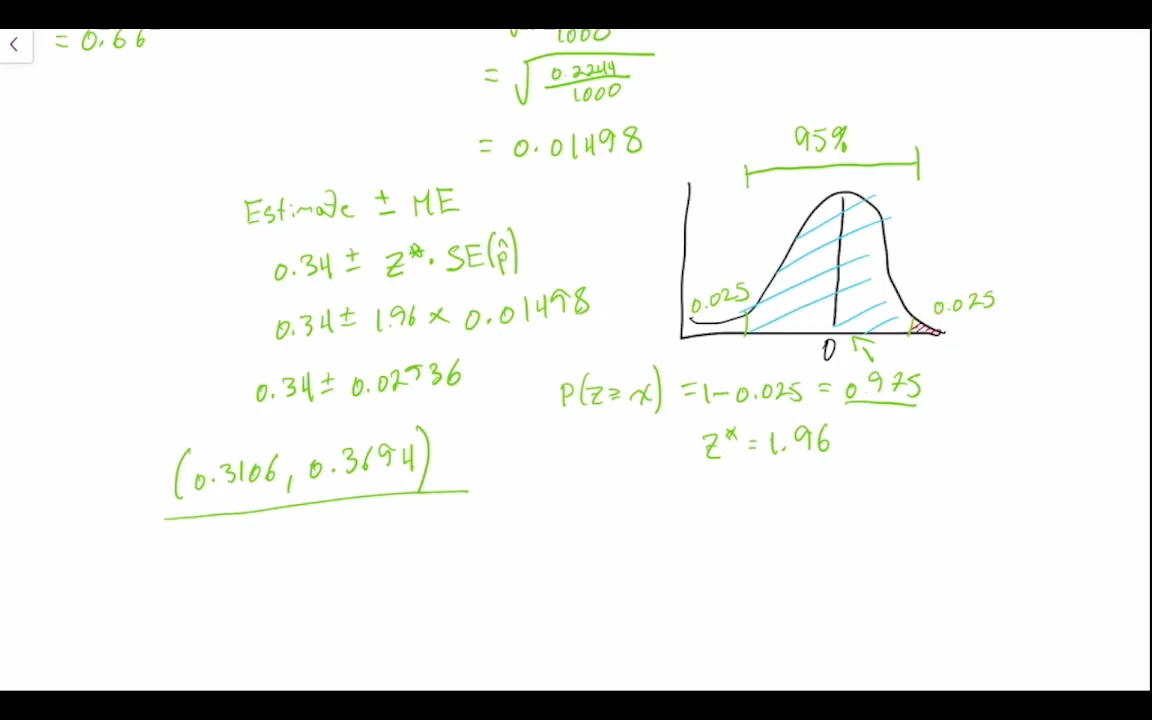 = 0.66
1000
= √ 0.2244
1000
= 0.01498
95%
Estimate ± ME
0.34 ± Z*. SE(p̂)
0.025
0.025
0.34 ± 1.96 × 0.01498
0
0.34 ± 0.02936
P(Z≥x) = 1-0.025 = 0.975
Z* = 1.96
(0.3106, 0.3694)